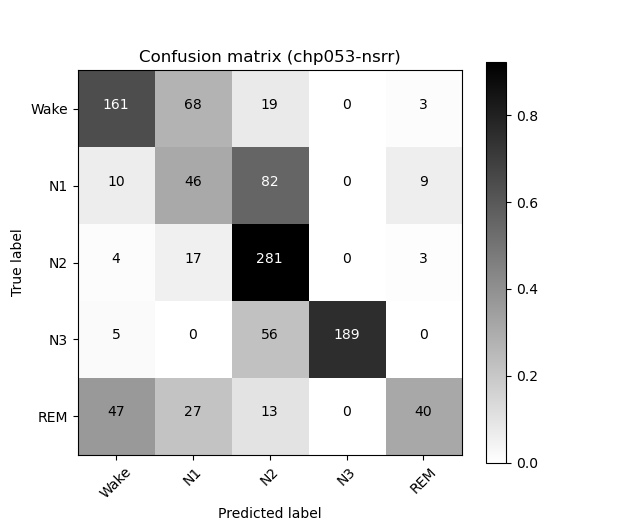 Confusion matrix (chp053-nsrr)
Wake 161 68 19 0 3
N1 10 46 82 0 9
N2 4 17 281 0 3
N3 5 0 56 189 0
REM 47 27 13 0 40
Wake N1 N2 N3 REM
True label
Predicted label
0.8
0.6
0.4
0.2
0.0